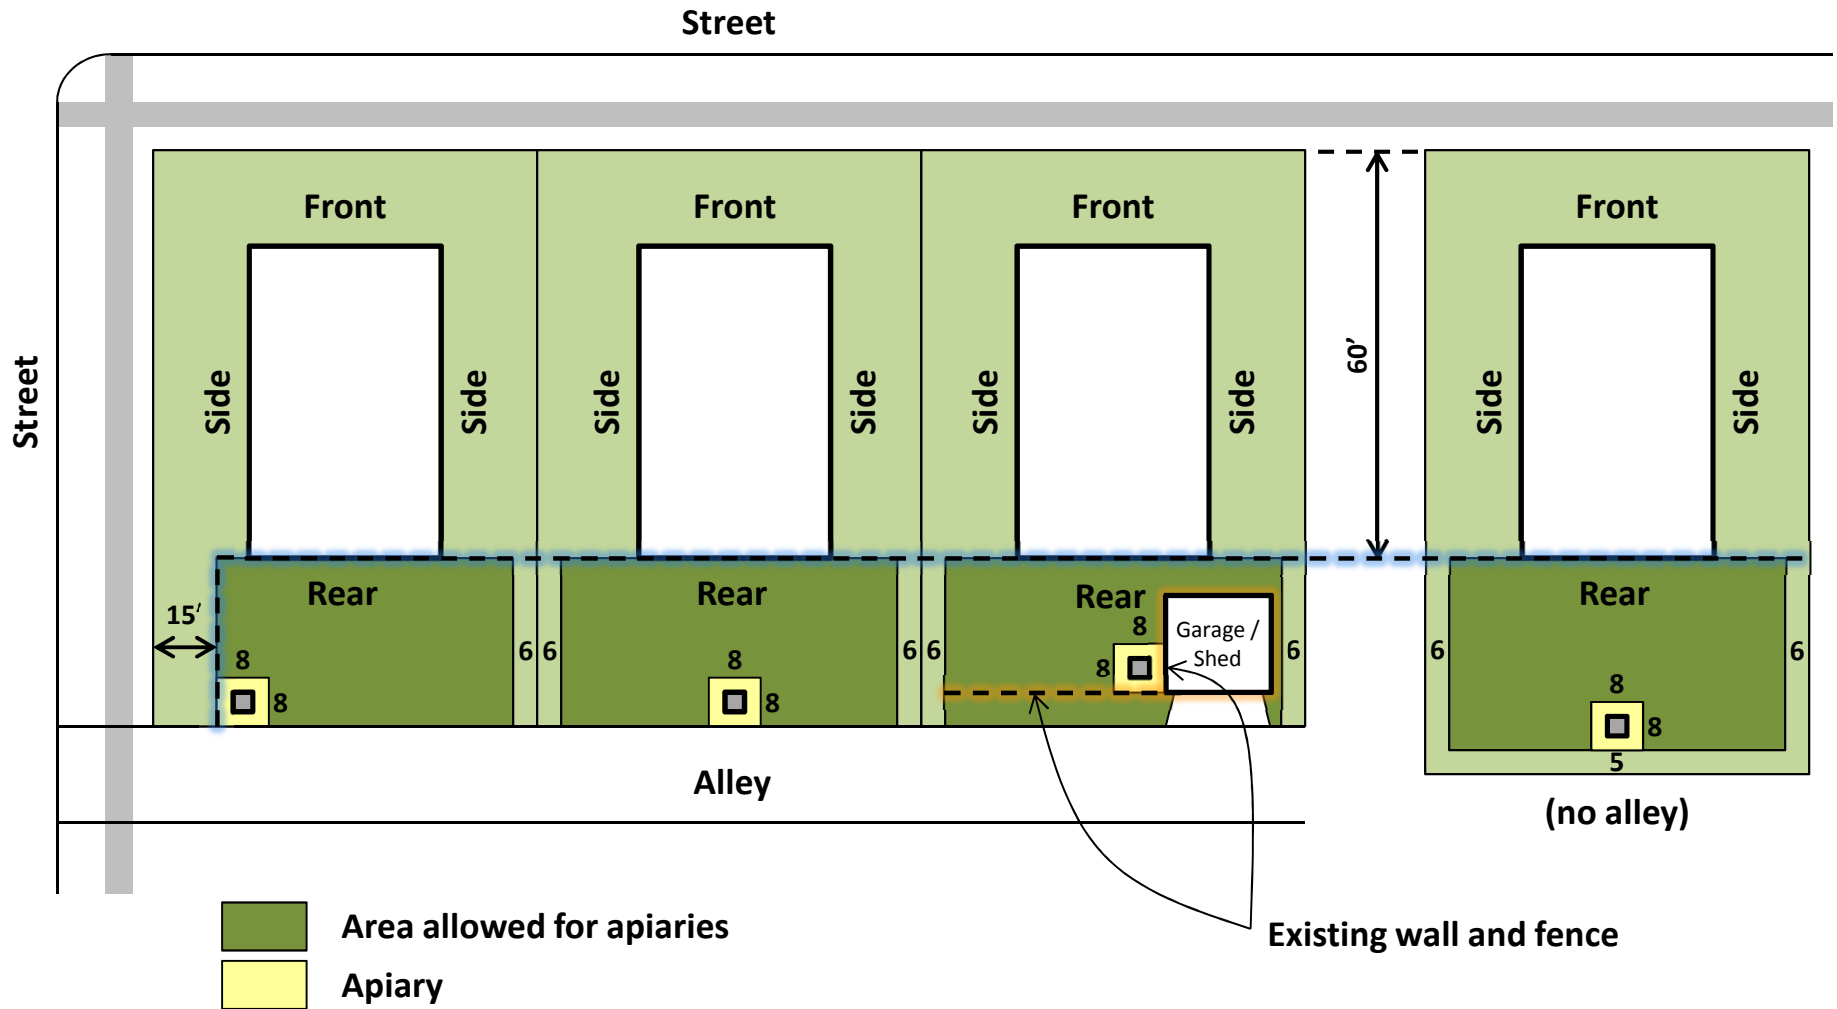 Street
Front
Front
Front
Front
60’
Street
Side
Side
Side
Side
Side
Side
Side
Side
Rear
Rear
Rear
Rear
15’
8
8
8
8
8
8
8
8
6
6
6
6
6
6
6
5
Garage /
Shed
Alley
(no alley)
Existing wall and fence
Area allowed for apiaries
Apiary